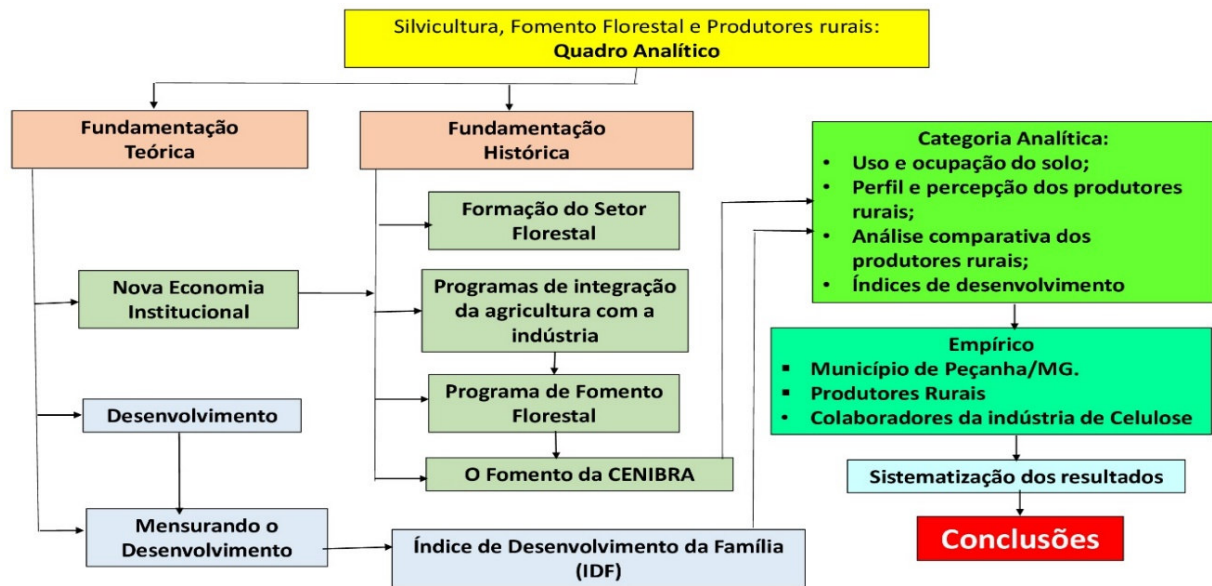 Silvicultura, Fomento Florestal e Produtores rurais:
Quadro Analítico
Fundamentação
Teórica
Fundamentação
Histórica
Nova Economia
Institucional
Desenvolvimento
Mensurando o
Desenvolvimento
Formação do Setor
Florestal
Programas de integração
da agricultura com a
indústria
Programa de Fomento
Florestal
O Fomento da CENIBRA
Índice de Desenvolvimento da Família
(IDF)
Categoria Analítica:
• Uso e ocupação do solo;
• Perfil e percepção dos produtores
rurais;
• Análise comparativa dos
produtores rurais;
• Índices de desenvolvimento
Empírico
▪ Município de Peçanha/MG.
▪ Produtores Rurais
• Colaboradores da indústria de Celulose
Sistematização dos resultados
Conclusões